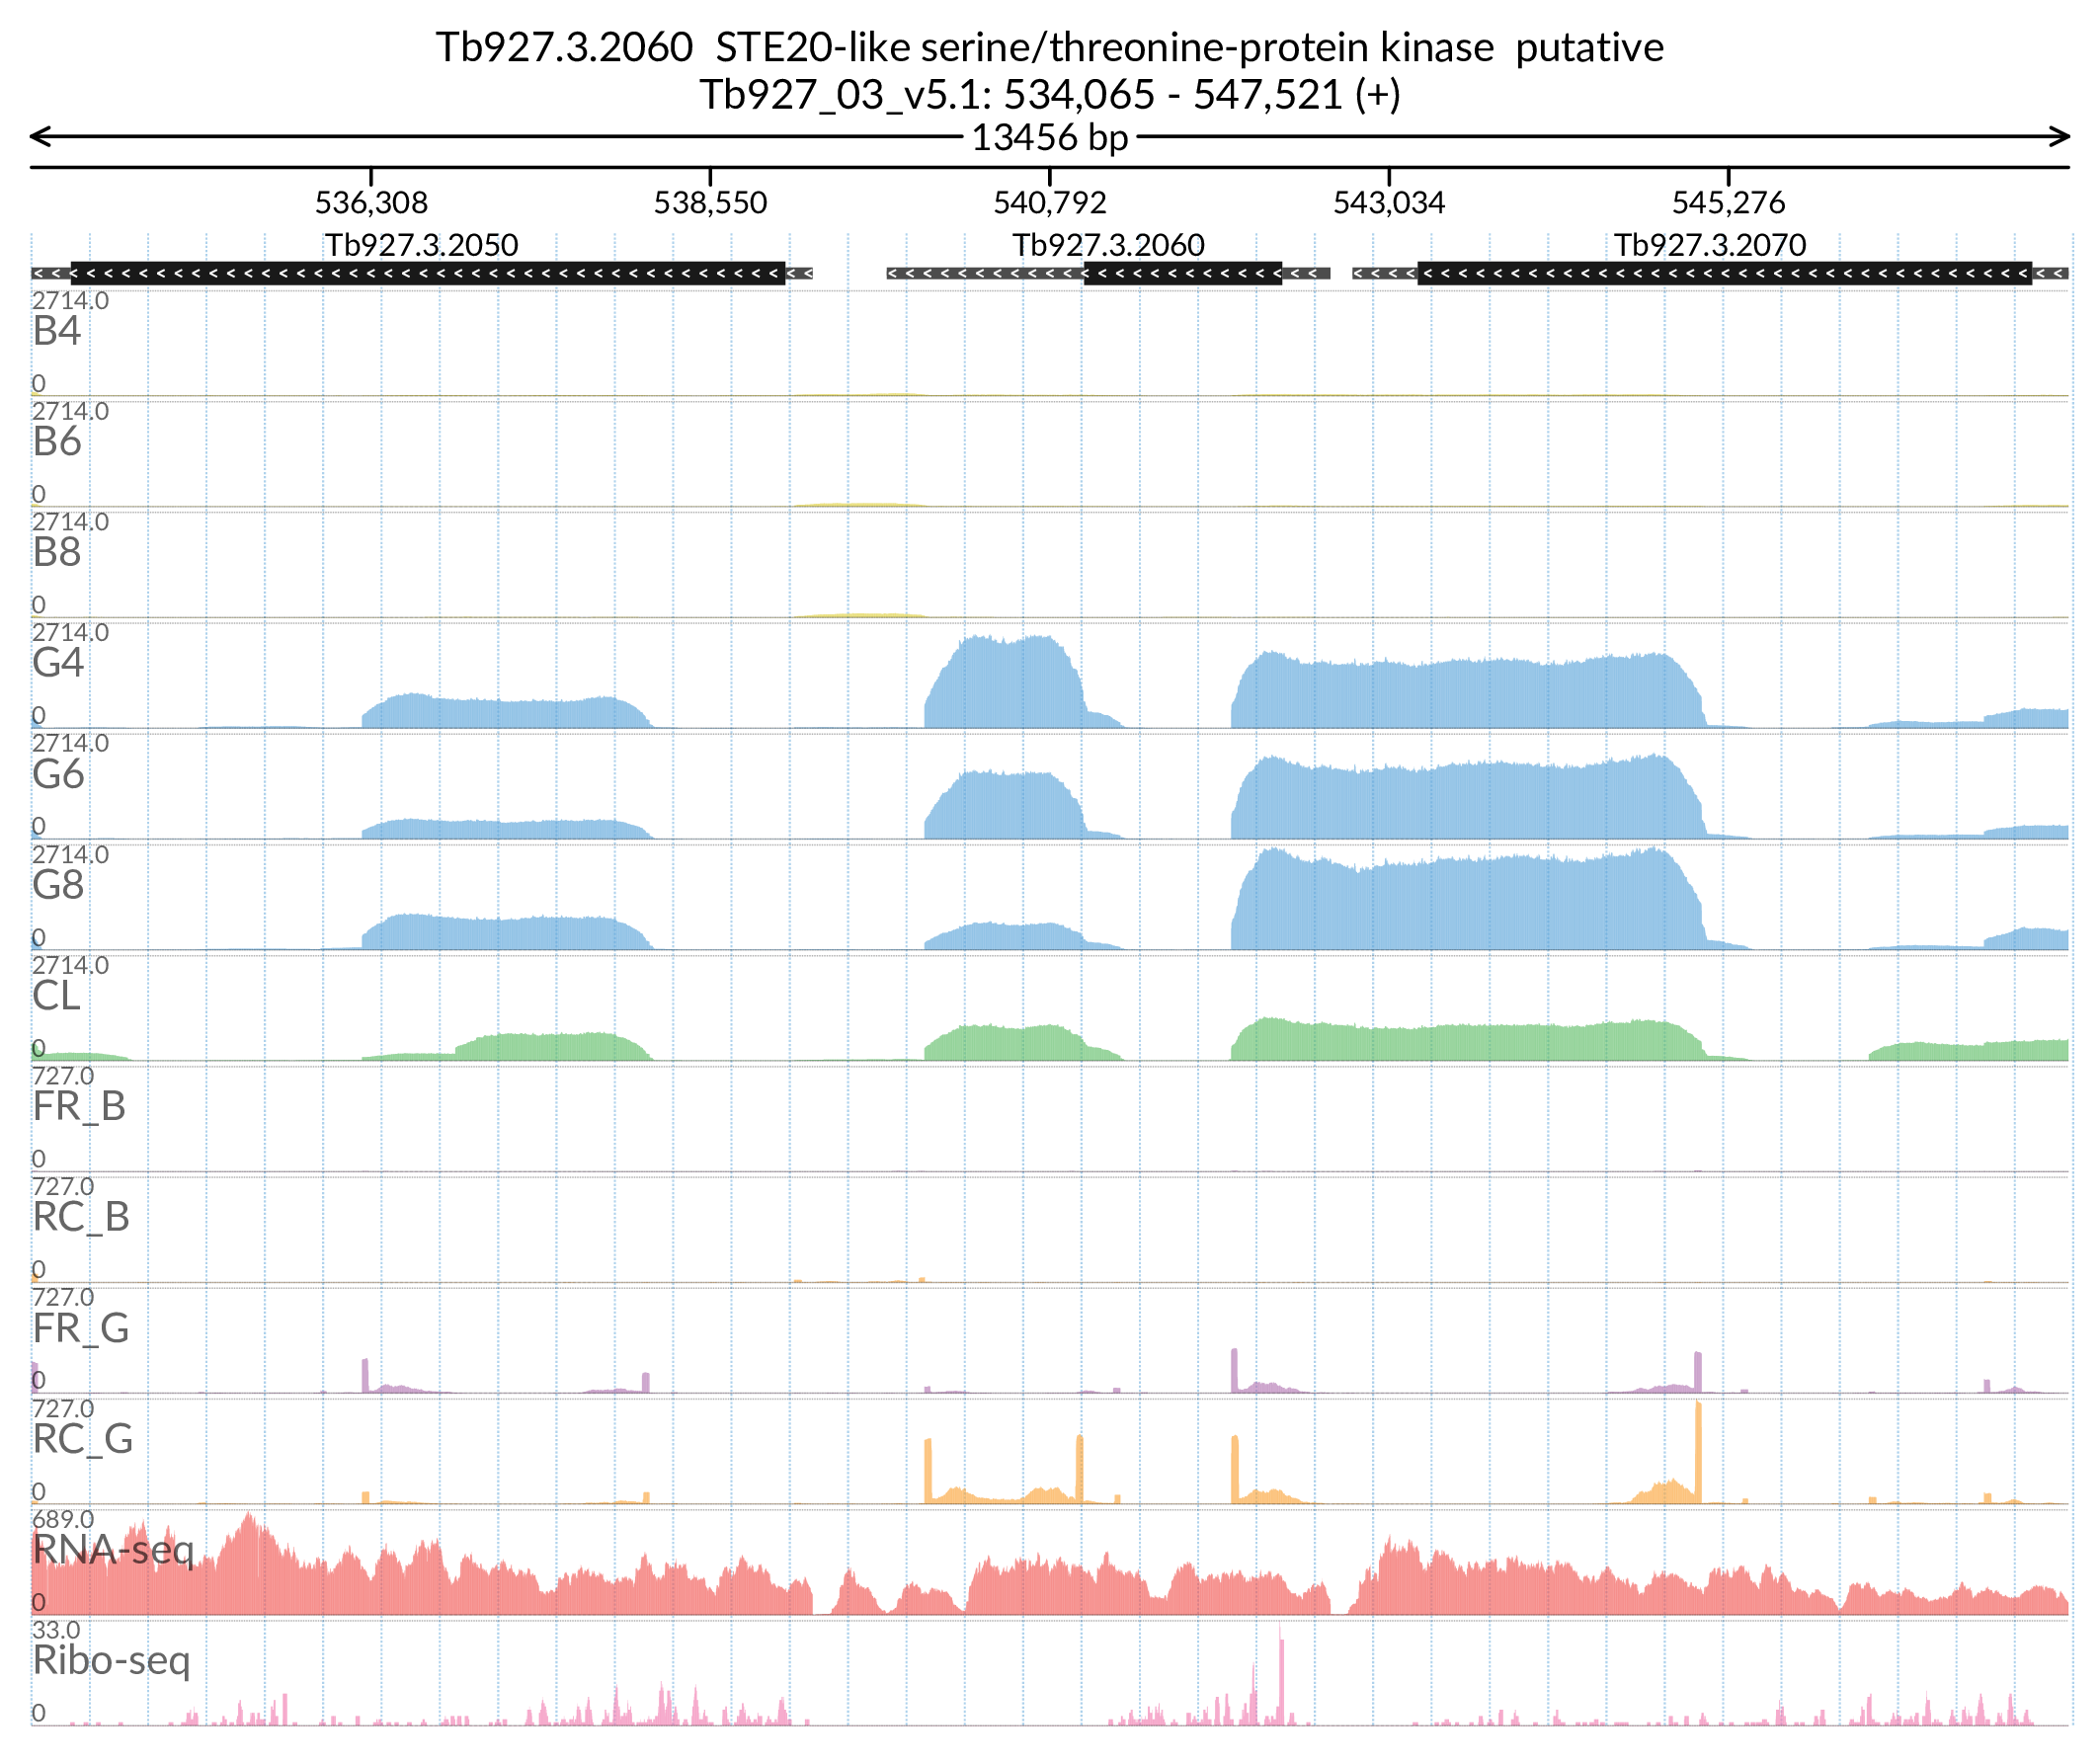 Tb927.3.2060  STE20-like serine/threonine-protein kinase  putative
Tb927_03_v5.1: 534,065 - 547,521 (+)
13456 bp
536,308 538,550 540,792 543,034 545,276
Tb927.3.2050 Tb927.3.2060 Tb927.3.2070
2714.0
B4
0
2714.0
B6
0
2714.0
B8
0
2714.0
G4
0
2714.0
G6
0
2714.0
G8
0
2714.0
CL
0
727.0
FR_B
0
727.0
RC_B
0
727.0
FR_G
0
727.0
RC_G
0
689.0
RNA-seq
0
33.0
Ribo-seq
0